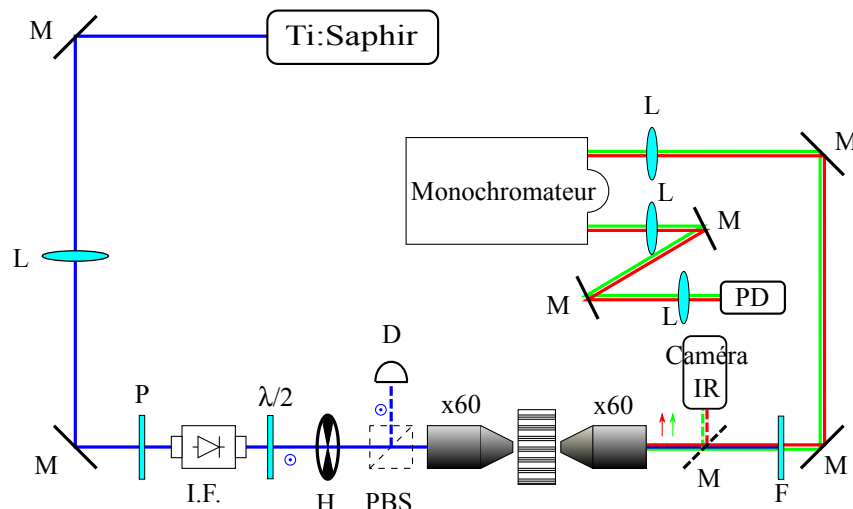 M
Ti:Saphir
L
M
Monochromateur
L
M
L
M
L
PD
D
Caméra
IR
P
λ/2
x60
x60
M
I.F.
H
PBS
M
F
M